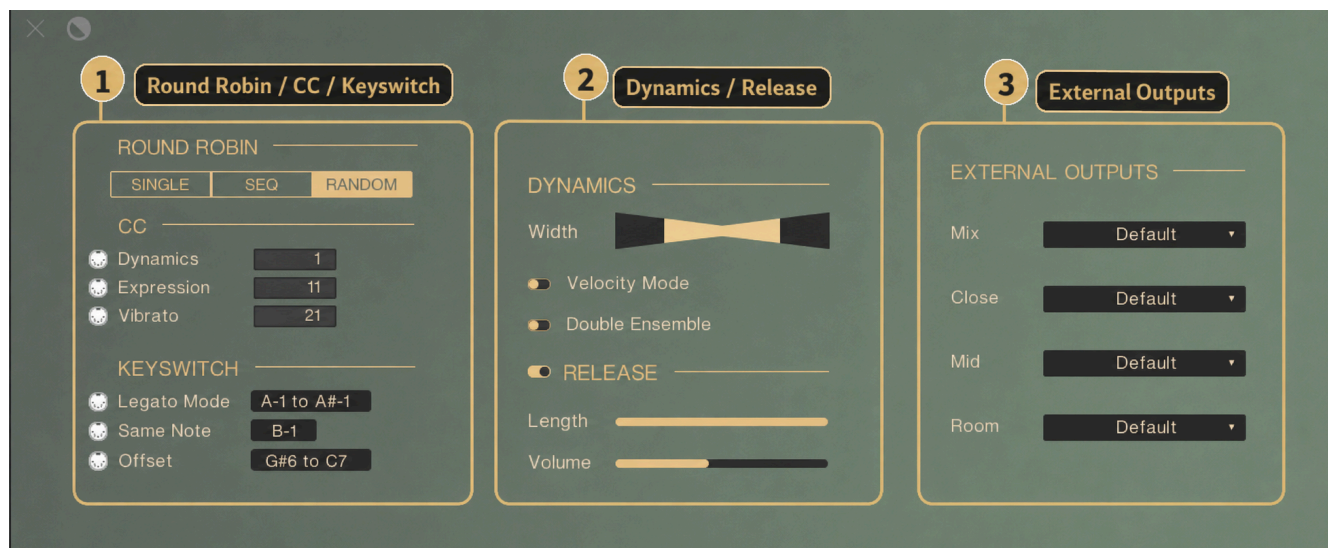 1 Round Robin / CC / Keyswitch
ROUND ROBIN
SINGLE SEQ RANDOM
CC
Dynamics 1
Expression 11
Vibrato 21
KEYSWITCH
Legato Mode A-1 to A#-1
Same Note B-1
Offset G#6 to C7
2 Dynamics / Release
DYNAMICS
Width
Velocity Mode
Double Ensemble
RELEASE
Length
Volume
3 External Outputs
EXTERNAL OUTPUTS
Mix Default
Close Default
Mid Default
Room Default